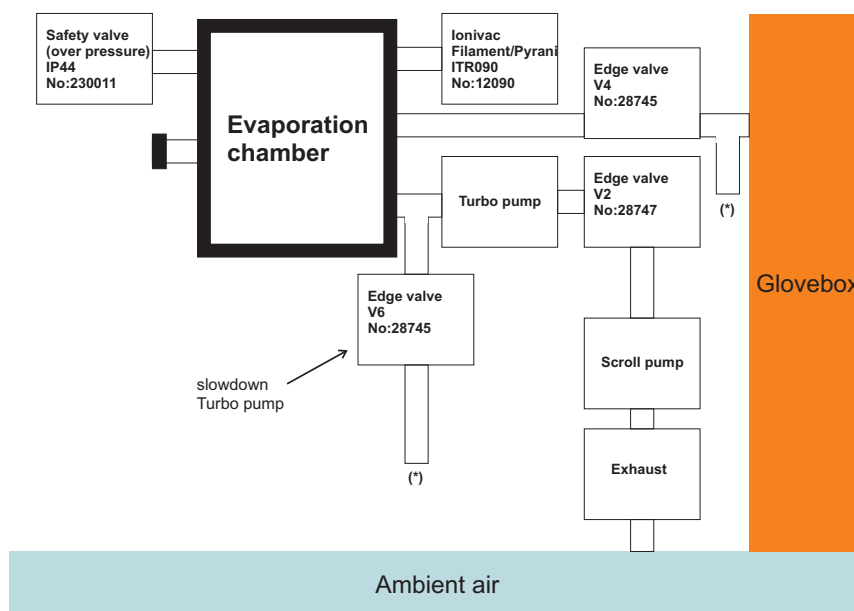 Safety valve
(over pressure)
IP44
No:230011
Ionivac
Filament/Pyrani
ITR090
No:12090
Edge valve
V4
No:28745
Evaporation
chamber
Turbo pump
Edge valve
V2
No:28747
(*)
Glovebox
Edge valve
V6
No:28745
Scroll pump
slowdown
Turbo pump
(*)
Exhaust
Ambient air